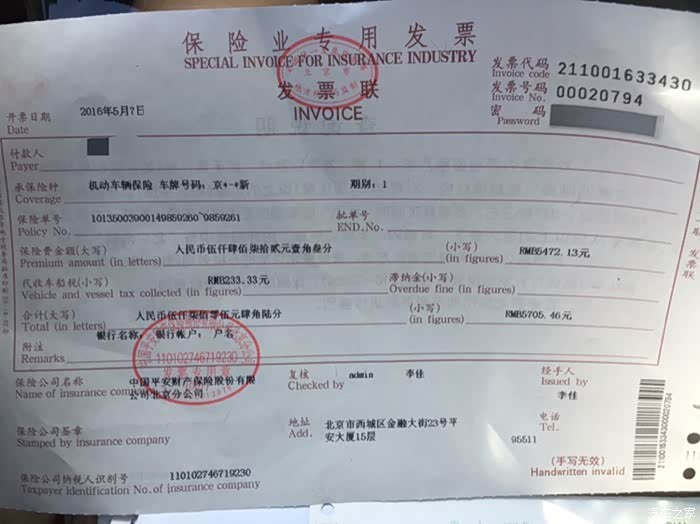 保险业专用发票
SPECIAL INVOICE FOR INSURANCE INDUSTRY
发票联
INVOICE
发票代码 211001633430
Invoice code
发票号码 00020794
Invoice No.
密码
Password
开票日期 2016年5月7日
Date
付款人
Payer
承保险种 机动车辆保险 车牌号码：京*-*新 期别：1
Coverage
保险单号 10135003900149859260~9859261 批单号
Policy No. END.No.
保险费金额(大写) 人民币伍仟肆佰柒拾贰元壹角叁分 (小写) RMB5472.13元
Premium amount (in letters) (in figures)
代收车船税(小写) RMB233.33元 滞纳金(小写)
Vehicle and vessel tax collected (in figures) Overdue fine (in figures)
合计(大写) 人民币伍仟柒佰零伍元肆角陆分 (小写) RMB5705.46元
Total (in letters) (in figures)
银行名称： 银行帐户： 户名
附注
Remarks
110102746719230
发票专用章
保险公司名称 中国平安财产保险股份有限公司北京分公司
Name of insurance company
复核 admin 李佳
Checked by
经手人
Issued by
李佳
保险公司签章
Stamped by insurance company
地址 北京市西城区金融大街23号平
Add. 安大厦15层
电话
Tel.
95511
(手写无效)
Handwritten invalid
保险公司纳税人识别号 110102746719230
Taxpayer identification No. of insurance company
发票联
21100163343000020794
汽车之家